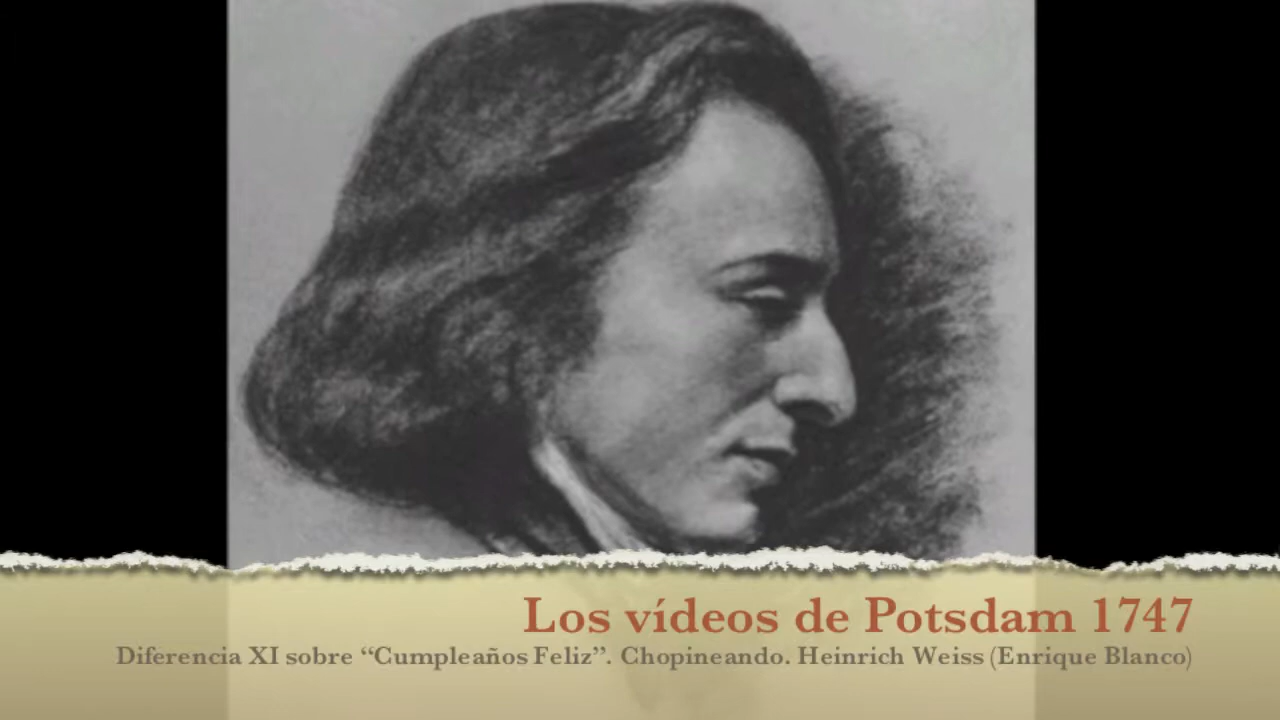 Los vídeos de Potsdam 1747
Diferencia XI sobre “Cumpleaños Feliz”. Chopineando. Heinrich Weiss (Enrique Blanco)